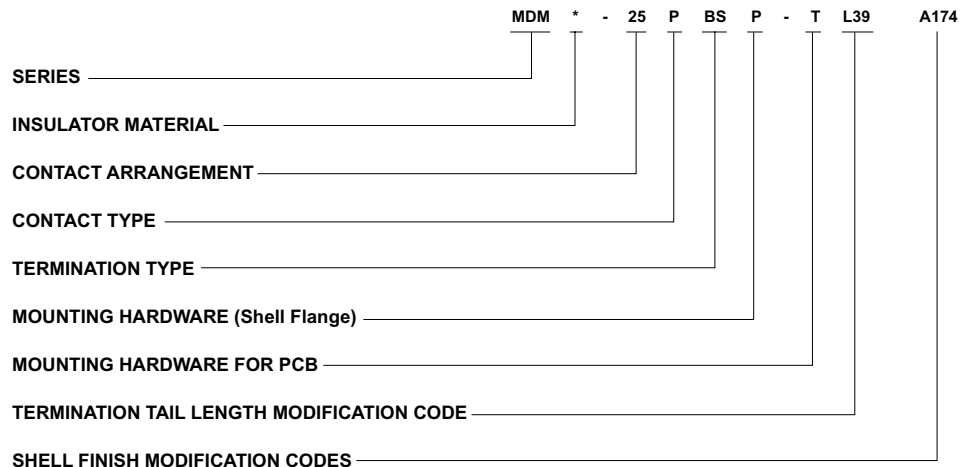 MDM * - 25 P BS P - T L39 A174
SERIES
INSULATOR MATERIAL
CONTACT ARRANGEMENT
CONTACT TYPE
TERMINATION TYPE
MOUNTING HARDWARE (Shell Flange)
MOUNTING HARDWARE FOR PCB
TERMINATION TAIL LENGTH MODIFICATION CODE
SHELL FINISH MODIFICATION CODES